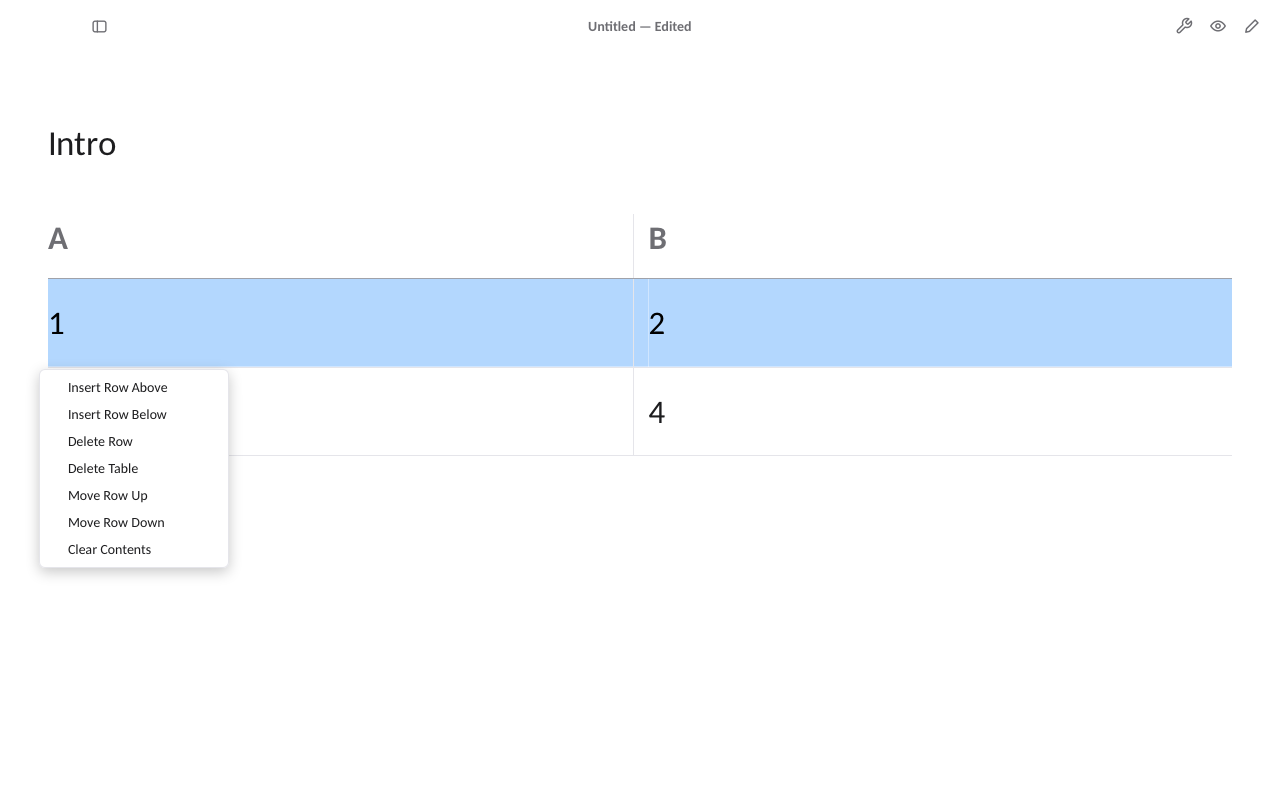 Untitled — Edited
Intro
A B
1 2
4
Insert Row Above
Insert Row Below
Delete Row
Delete Table
Move Row Up
Move Row Down
Clear Contents